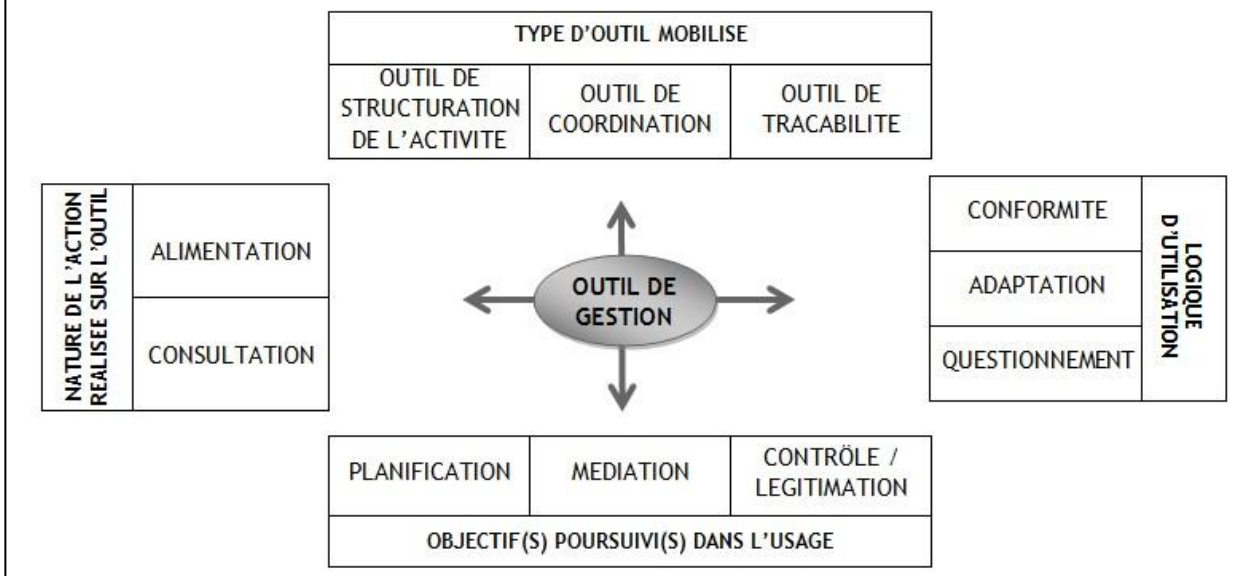 TYPE D'OUTIL MOBILISE
OUTIL DE
STRUCTURATION
DE L'ACTIVITE
OUTIL DE
COORDINATION
OUTIL DE
TRACABILITE
NATURE DE L'ACTION
REALISEE SUR L'OUTIL
ALIMENTATION
CONSULTATION
OUTIL DE
GESTION
CONFORMITE
ADAPTATION
QUESTIONNEMENT
LOGIQUE
D'UTILISATION
PLANIFICATION
MEDIATION
CONTRÖLE /
LEGITIMATION
OBJECTIF(S) POURSUIVI(S) DANS L'USAGE